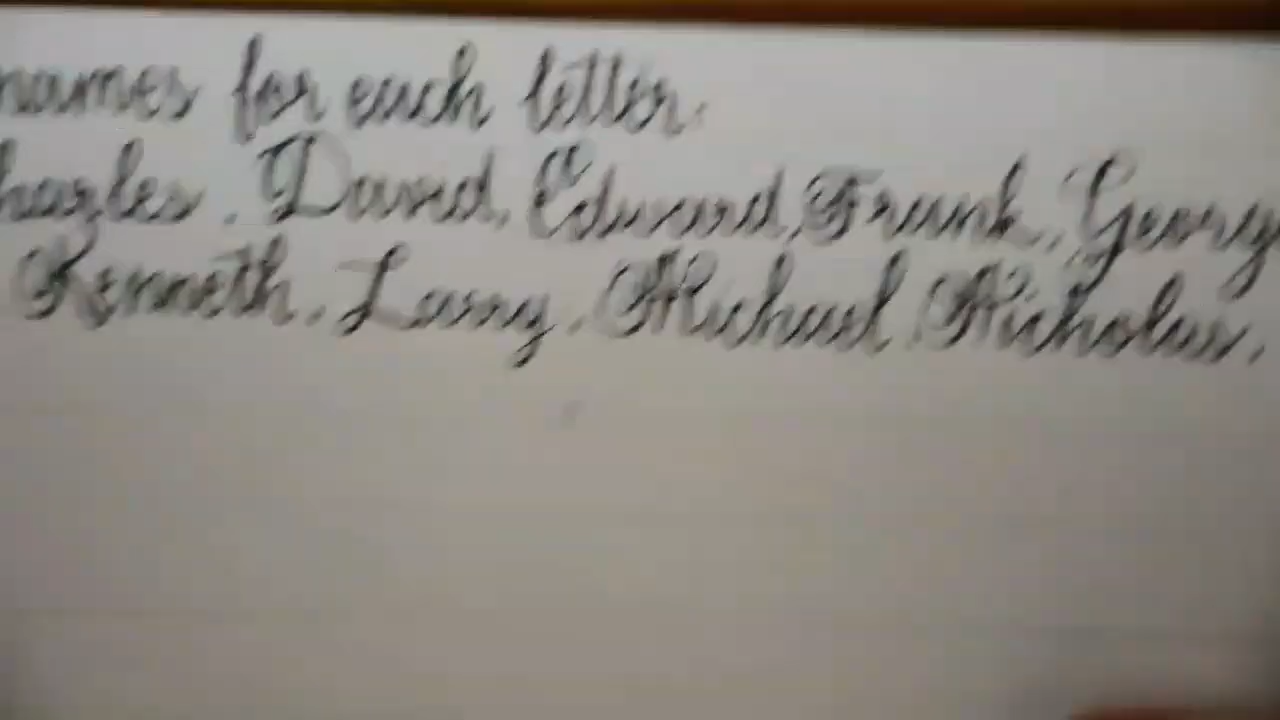 names for each letter.
harles, David, Edward, Frank, Georg
Kenneth, Larry, Michael, Nicholas,